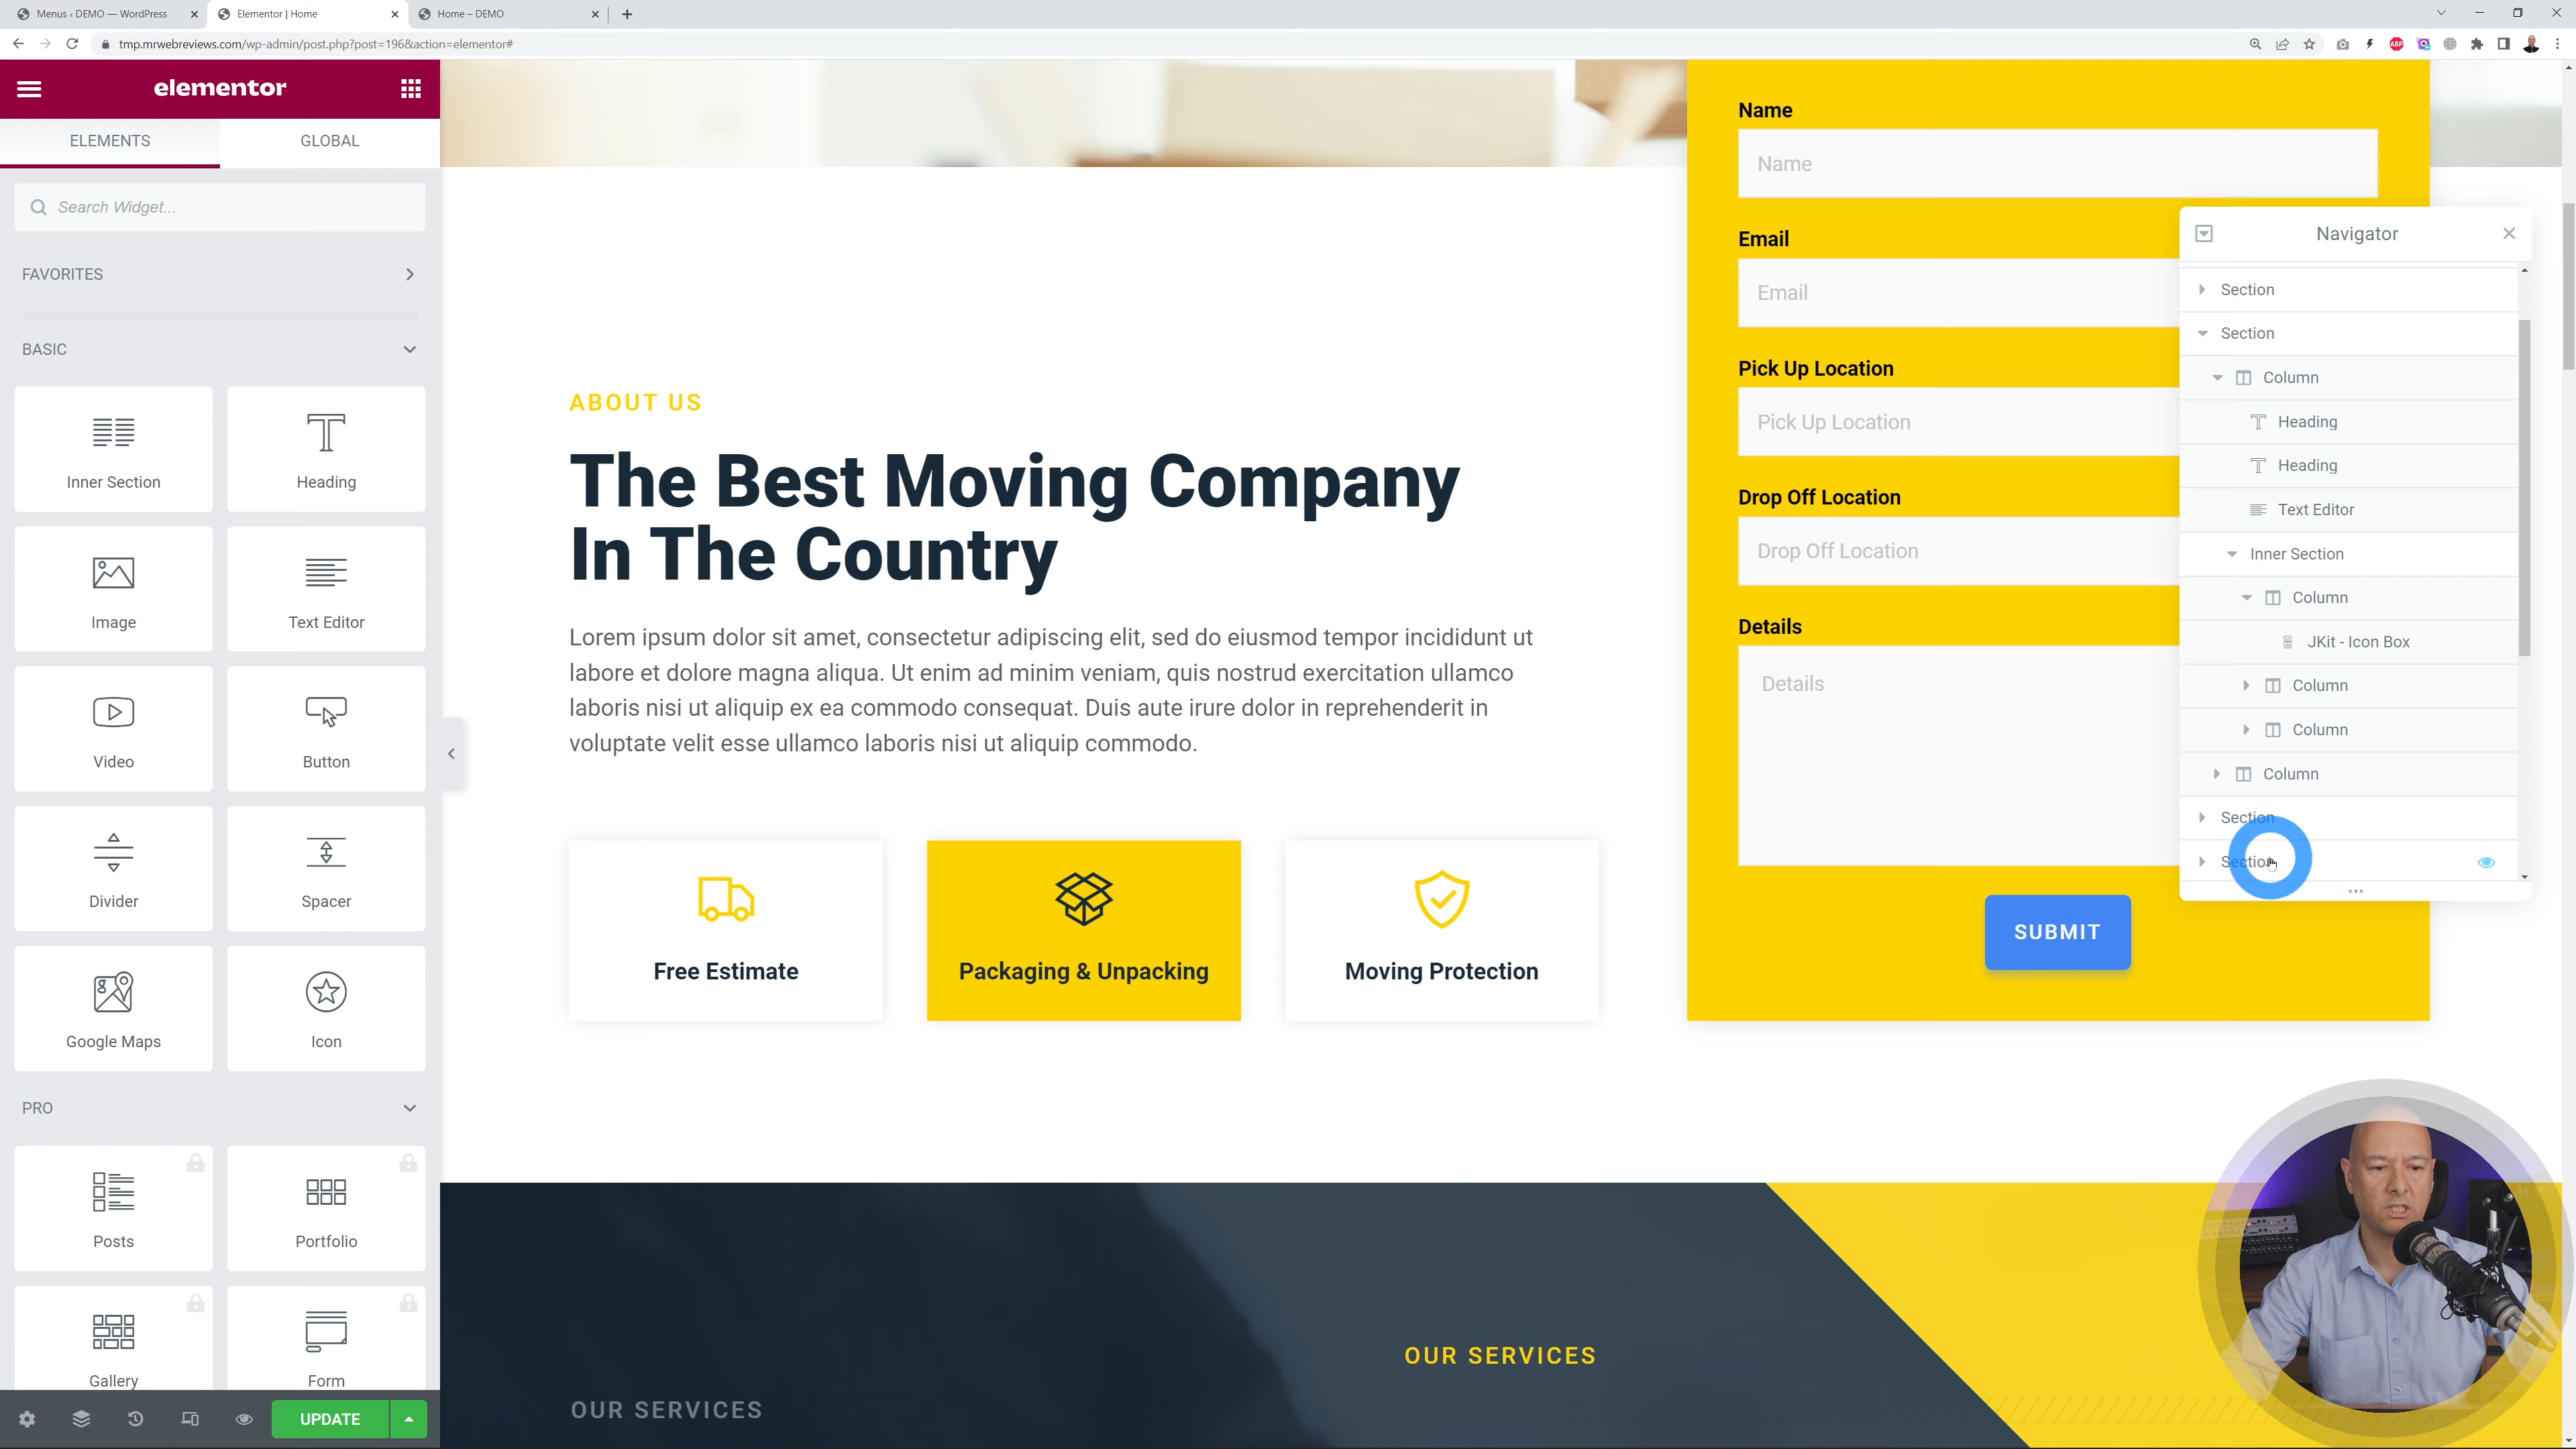 Menus ‹ DEMO — WordPress
Elementor | Home
Home – DEMO
tmp.mrwebreviews.com/wp-admin/post.php?post=196&action=elementor#
ABP
elementor
ELEMENTS
GLOBAL
Search Widget...
FAVORITES
BASIC
Inner Section
Heading
Image
Text Editor
Video
Button
Divider
Spacer
Google Maps
Icon
PRO
Posts
Portfolio
Gallery
Form
UPDATE
ABOUT US
The Best Moving Company
In The Country
Lorem ipsum dolor sit amet, consectetur adipiscing elit, sed do eiusmod tempor incididunt ut
labore et dolore magna aliqua. Ut enim ad minim veniam, quis nostrud exercitation ullamco
laboris nisi ut aliquip ex ea commodo consequat. Duis aute irure dolor in reprehenderit in
voluptate velit esse ullamco laboris nisi ut aliquip commodo.
Free Estimate
Packaging & Unpacking
Moving Protection
Name
Name
Email
Email
Pick Up Location
Pick Up Location
Drop Off Location
Drop Off Location
Details
Details
SUBMIT
Navigator
Section
Section
Column
Heading
Heading
Text Editor
Inner Section
Column
JKit - Icon Box
Column
Column
Column
Section
Section
OUR SERVICES
OUR SERVICES